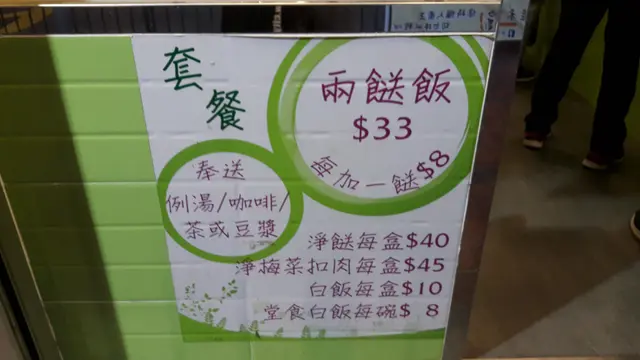 套餐
兩餸飯
$33
每加一餸$8
奉送
例湯/咖啡/
茶或豆漿
淨餸每盒$40
淨梅菜扣肉每盒$45
白飯每盒$10
堂食白飯每碗$ 8